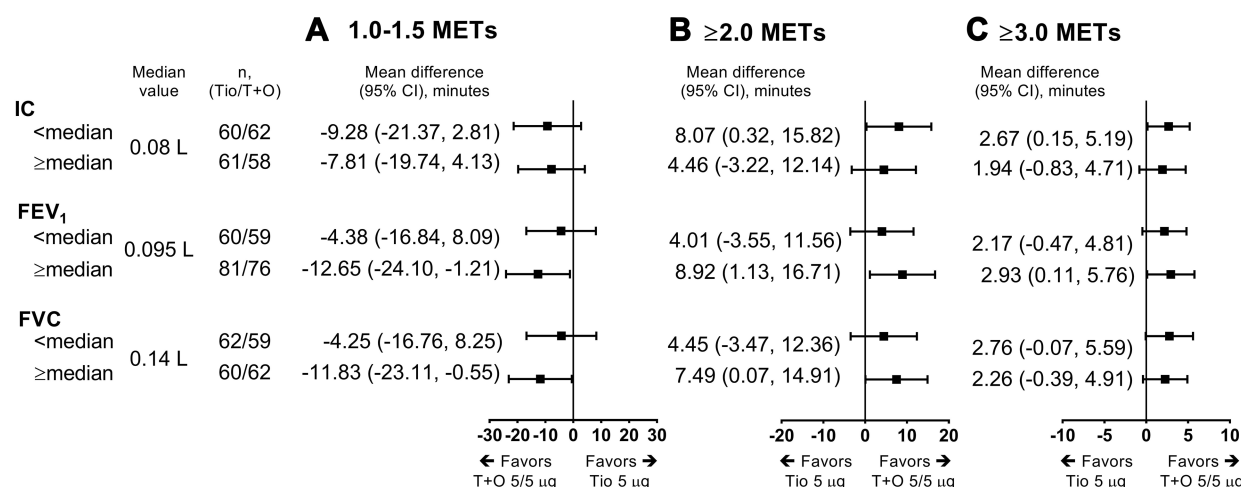 A 1.0-1.5 METs B ≥2.0 METs C ≥3.0 METs
Median n, Mean difference Mean difference Mean difference
value (Tio/T+O) (95% CI), minutes (95% CI), minutes (95% CI), minutes
IC
<median 60/62 -9.28 (-21.37, 2.81) 8.07 (0.32, 15.82) 2.67 (0.15, 5.19)
0.08 L
≥median 61/58 -7.81 (-19.74, 4.13) 4.46 (-3.22, 12.14) 1.94 (-0.83, 4.71)
FEV1
<median 60/59 -4.38 (-16.84, 8.09) 4.01 (-3.55, 11.56) 2.17 (-0.47, 4.81)
0.095 L
≥median 81/76 -12.65 (-24.10, -1.21) 8.92 (1.13, 16.71) 2.93 (0.11, 5.76)
FVC
<median 62/59 -4.25 (-16.76, 8.25) 4.45 (-3.47, 12.36) 2.76 (-0.07, 5.59)
0.14 L
≥median 60/62 -11.83 (-23.11, -0.55) 7.49 (0.07, 14.91) 2.26 (-0.39, 4.91)
-30 -20 -10 0 10 20 30 -20 -10 0 10 20 -10 -5 0 5 10
← Favors Favors → ← Favors Favors → ← Favors Favors →
T+O 5/5 µg Tio 5 µg Tio 5 µg T+O 5/5 µg Tio 5 µg T+O 5/5 µg